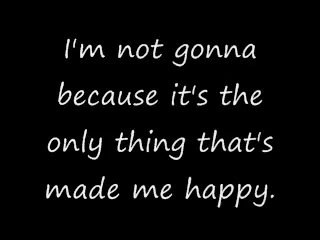 I'm not gonna
because it's the
only thing that's
made me happy.